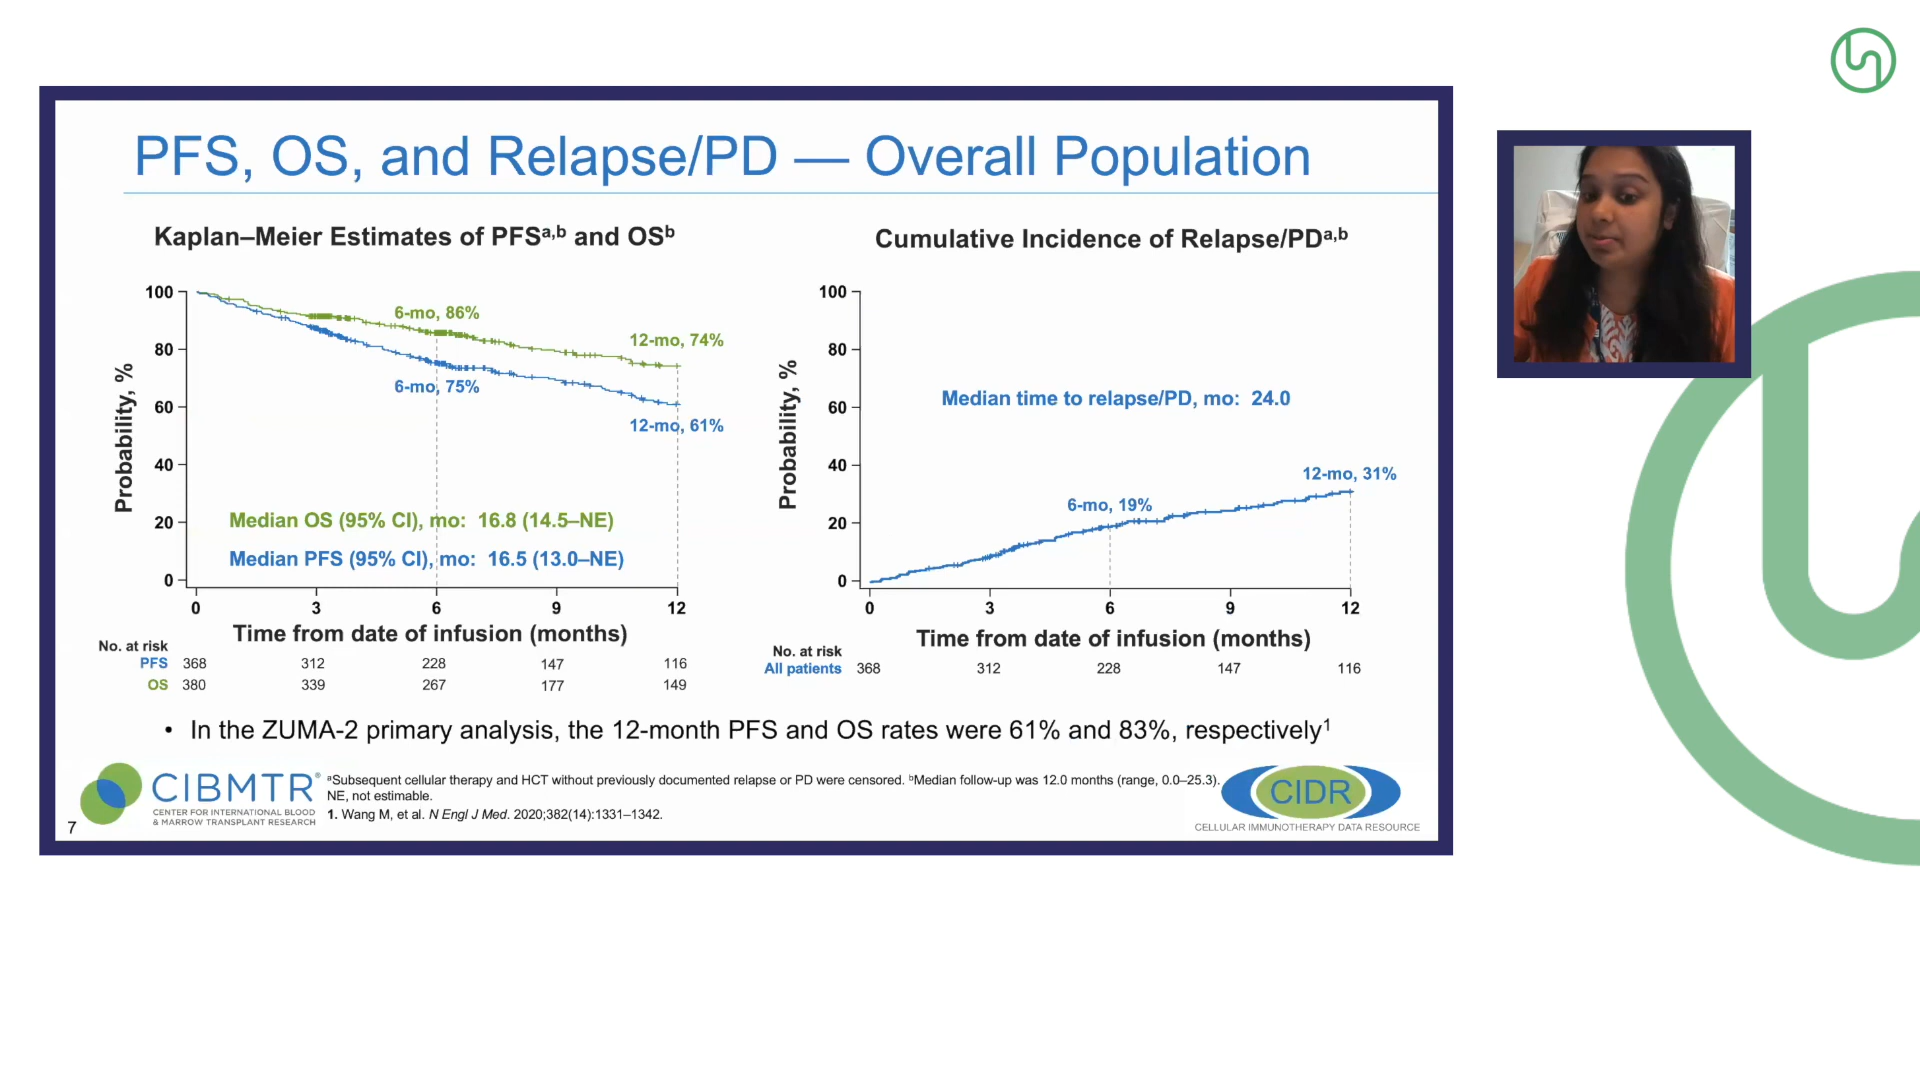 PFS, OS, and Relapse/PD — Overall Population
Kaplan–Meier Estimates of PFSa,b and OSb
Probability, %
100
80
60
40
20
0
6-mo, 86%
12-mo, 74%
6-mo, 75%
12-mo, 61%
Median OS (95% CI), mo: 16.8 (14.5–NE)
Median PFS (95% CI), mo: 16.5 (13.0–NE)
0 3 6 9 12
Time from date of infusion (months)
No. at risk
PFS 368 312 228 147 116
OS 380 339 267 177 149
Cumulative Incidence of Relapse/PDa,b
Probability, %
100
80
60
40
20
0
Median time to relapse/PD, mo: 24.0
12-mo, 31%
6-mo, 19%
0 3 6 9 12
Time from date of infusion (months)
No. at risk
All patients 368 312 228 147 116
• In the ZUMA-2 primary analysis, the 12-month PFS and OS rates were 61% and 83%, respectively1
CIBMTR®
CENTER FOR INTERNATIONAL BLOOD
& MARROW TRANSPLANT RESEARCH
aSubsequent cellular therapy and HCT without previously documented relapse or PD were censored. bMedian follow-up was 12.0 months (range, 0.0–25.3).
NE, not estimable.
1. Wang M, et al. N Engl J Med. 2020;382(14):1331–1342.
CIDR
CELLULAR IMMUNOTHERAPY DATA RESOURCE
7